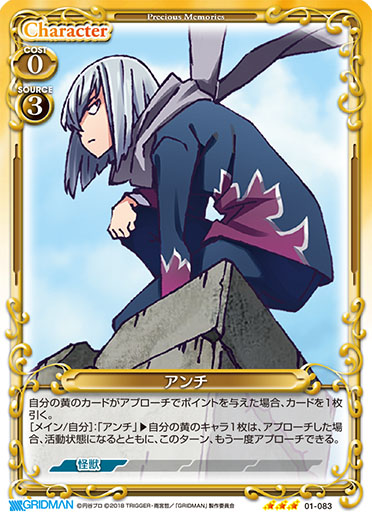 Precious Memories
Character
COST
0
SOURCE
3
アンチ
自分の黄のカードがアプローチでポイントを与えた場合、カードを1枚
引く。
[メイン/自分]:「アンチ」▶自分の黄のキャラ1枚は、アプローチした場
合、活動状態になるとともに、このターン、もう一度アプローチできる。
怪獣
GRIDMAN
©円谷プロ ©2018 TRIGGER・雨宮哲/「GRIDMAN」製作委員会
01-083